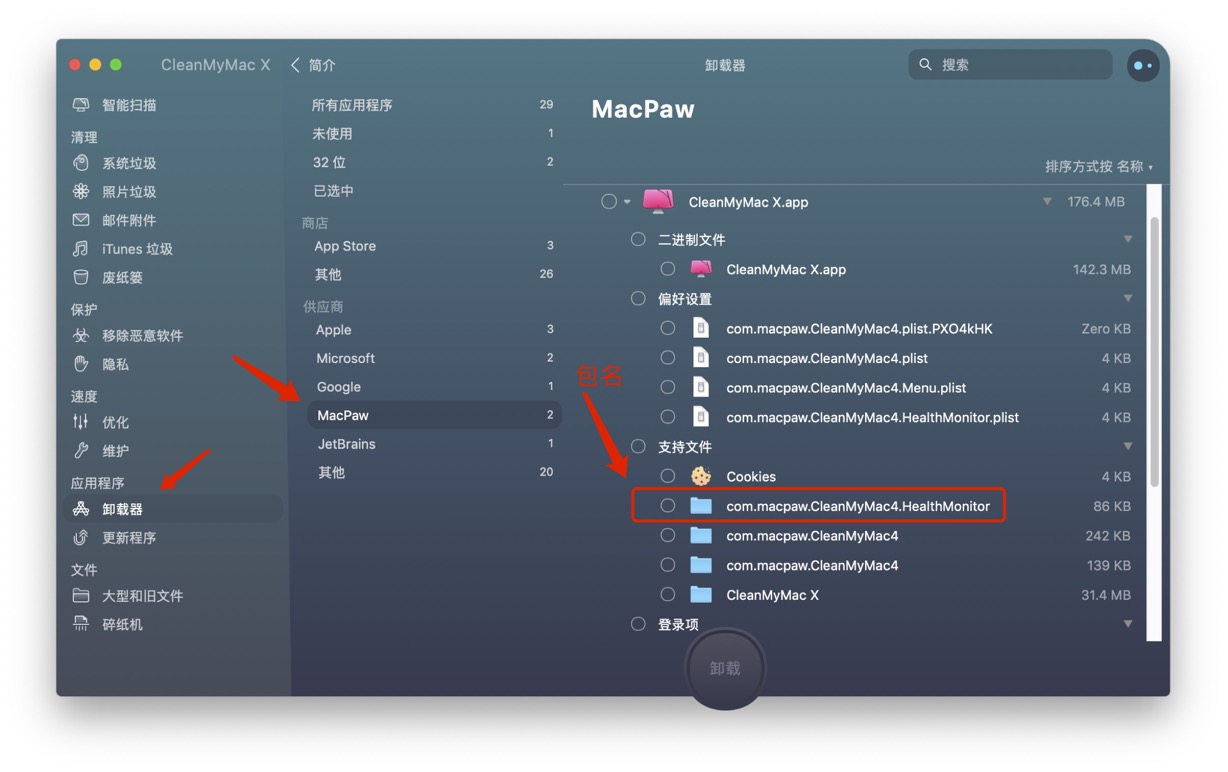 CleanMyMac X
简介
卸载器
搜索
智能扫描
清理
系统垃圾
照片垃圾
邮件附件
iTunes 垃圾
废纸篓
保护
移除恶意软件
隐私
速度
优化
维护
应用程序
卸载器
更新程序
文件
大型和旧文件
碎纸机
所有应用程序 29
未使用 1
32 位 2
已选中
商店
App Store 3
其他 26
供应商
Apple 3
Microsoft 2
Google 1
MacPaw 2
JetBrains 1
其他 20
MacPaw
排序方式按 名称
CleanMyMac X.app 176.4 MB
二进制文件
CleanMyMac X.app 142.3 MB
偏好设置
com.macpaw.CleanMyMac4.plist.PXO4kHK Zero KB
com.macpaw.CleanMyMac4.plist 4 KB
com.macpaw.CleanMyMac4.Menu.plist 4 KB
com.macpaw.CleanMyMac4.HealthMonitor.plist 4 KB
包名
支持文件
Cookies 4 KB
com.macpaw.CleanMyMac4.HealthMonitor 86 KB
com.macpaw.CleanMyMac4 242 KB
com.macpaw.CleanMyMac4 139 KB
CleanMyMac X 31.4 MB
登录项
卸载